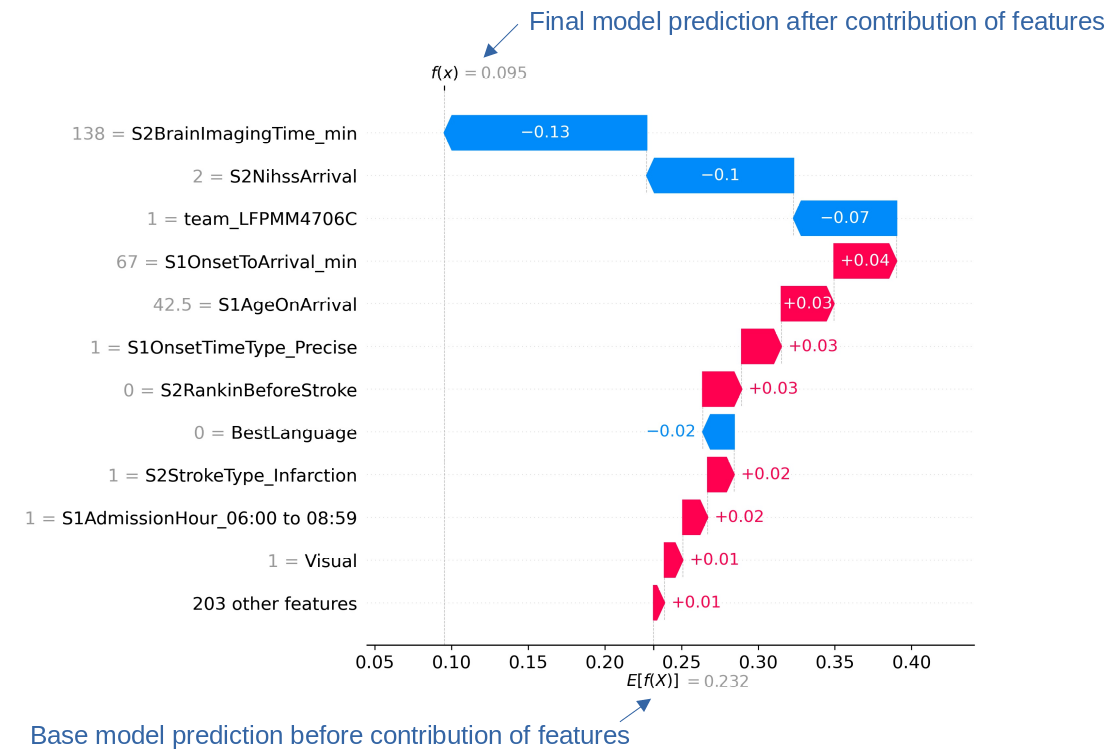 Final model prediction after contribution of features
f(x) = 0.095
138 = S2BrainImagingTime_min
−0.13
2 = S2NihssArrival
−0.1
1 = team_LFPMM4706C
−0.07
67 = S1OnsetToArrival_min
+0.04
42.5 = S1AgeOnArrival
+0.03
1 = S1OnsetTimeType_Precise
+0.03
0 = S2RankinBeforeStroke
+0.03
0 = BestLanguage
−0.02
1 = S2StrokeType_Infarction
+0.02
1 = S1AdmissionHour_06:00 to 08:59
+0.02
1 = Visual
+0.01
203 other features
+0.01
0.05 0.10 0.15 0.20 0.25 0.30 0.35 0.40
E[f(X)] = 0.232
Base model prediction before contribution of features